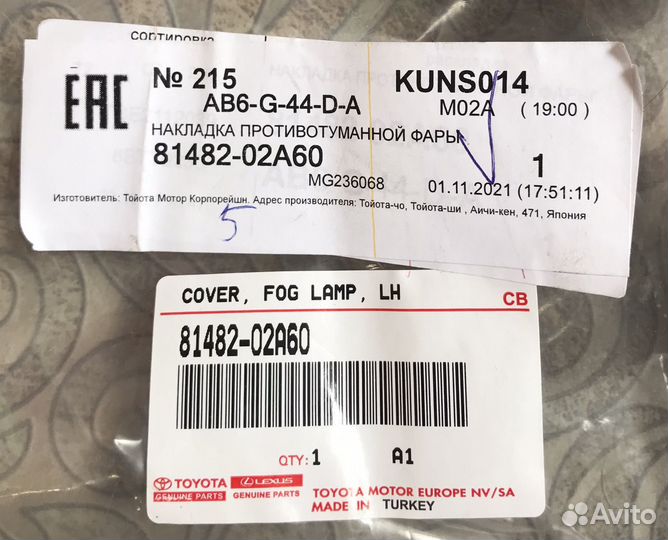 сортировка
№ 215
KUNS014
EAC
AB6-G-44-D-A
M02A ( 19:00 )
НАКЛАДКА ПРОТИВОТУМАННОЙ ФАРЫ
81482-02A60
1
MG236068
01.11.2021 (17:51:11)
Изготовитель: Тойота Мотор Корпорейшн. Адрес производителя: Тойота-чо, Тойота-ши , Аичи-кен, 471, Япония
5
COVER, FOG LAMP, LH
CB
81482-02A60
QTY: 1 A1
TOYOTA LEXUS
GENUINE PARTS GENUINE PARTS
TOYOTA MOTOR EUROPE NV/SA
MADE IN TURKEY
Avito